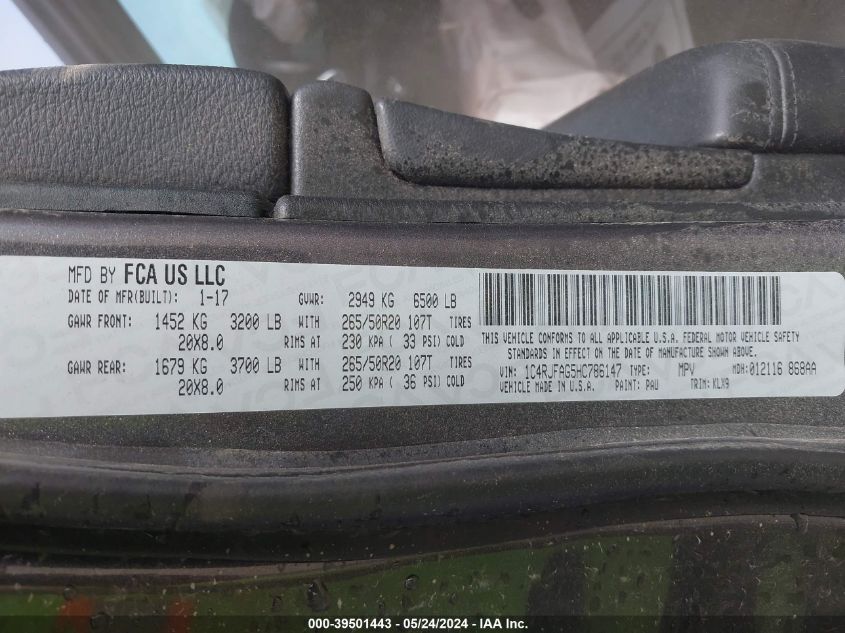 MFD BY FCA US LLC
DATE OF MFR(BUILT): 1-17 GVWR: 2949 KG 6500 LB
GAWR FRONT: 1452 KG 3200 LB WITH 265/50R20 107T TIRES
20X8.0 RIMS AT 230 KPA ( 33 PSI) COLD
GAWR REAR: 1679 KG 3700 LB WITH 265/50R20 107T TIRES
20X8.0 RIMS AT 250 KPA ( 36 PSI) COLD
THIS VEHICLE CONFORMS TO ALL APPLICABLE U.S.A. FEDERAL MOTOR VEHICLE SAFETY
STANDARDS IN EFFECT ON THE DATE OF MANUFACTURE SHOWN ABOVE.
VIN: 1C4RJFAG5HC786147 TYPE: MPV MDH: 012116 868AA
VEHICLE MADE IN U.S.A. PAINT: PAU TRIM: KLX9
000-39501443 / 05/24/2024 - IAA Inc.